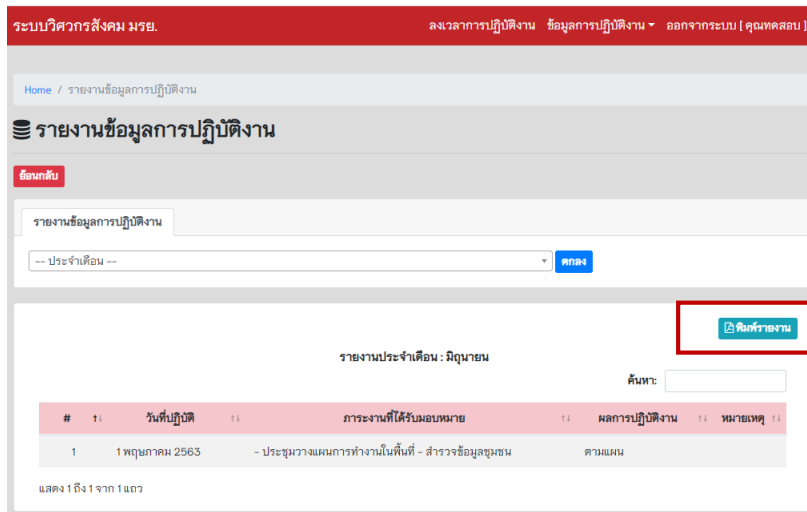 ระบบวิศวกรสังคม มรย. ลงเวลาการปฏิบัติงาน ข้อมูลการปฏิบัติงาน ออกจากระบบ [ คุณทดสอบ ]
Home / รายงานข้อมูลการปฏิบัติงาน
รายงานข้อมูลการปฏิบัติงาน
ย้อนกลับ
รายงานข้อมูลการปฏิบัติงาน
-- ประจำเดือน -- ตกลง
พิมพ์รายงาน
รายงานประจำเดือน : มิถุนายน
ค้นหา:
# วันที่ปฏิบัติ ภาระงานที่ได้รับมอบหมาย ผลการปฏิบัติงาน หมายเหตุ
1 1 พฤษภาคม 2563 - ประชุมวางแผนการทำงานในพื้นที่ - สำรวจข้อมูลชุมชน ตามแผน
แสดง 1 ถึง 1 จาก 1 แถว